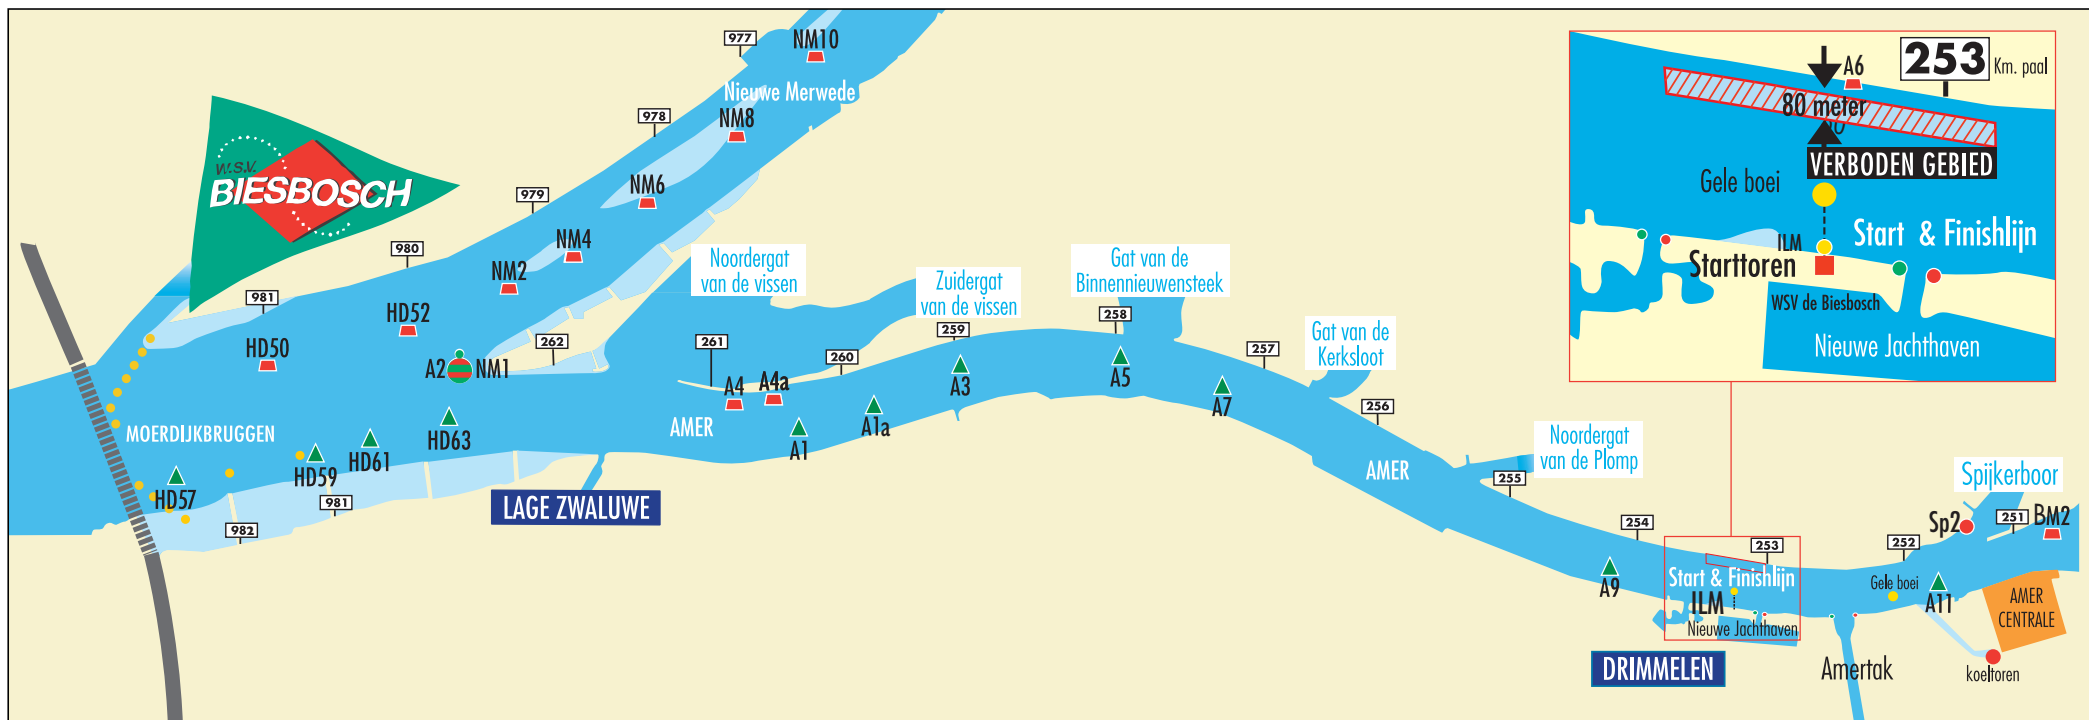 W.S.V.
BIESBOSCH
977
NM10
Nieuwe Merwede
978
NM8
979
NM6
980
NM4
NM2
981
HD52
HD50
A2
NM1
262
MOERDIJKBRUGGEN
HD63
HD61
HD59
HD57
981
982
LAGE ZWALUWE
Noordergat
van de vissen
Zuidergat
van de vissen
261
260
259
A4
A4a
AMER
A1
A1a
A3
Gat van de
Binnennieuwensteek
258
A5
257
A7
Gat van de
Kerksloot
256
AMER
Noordergat
van de Plomp
255
254
A9
253
Start & Finishlijn
ILM
Nieuwe Jachthaven
DRIMMELEN
252
Gele boei
A11
Amertak
Spijkerboor
Sp2
251
BM2
AMER
CENTRALE
koeltoren
253
Km. paal
A6
80 meter
VERBODEN GEBIED
Gele boei
Start & Finishlijn
ILM
Starttoren
WSV de Biesbosch
Nieuwe Jachthaven